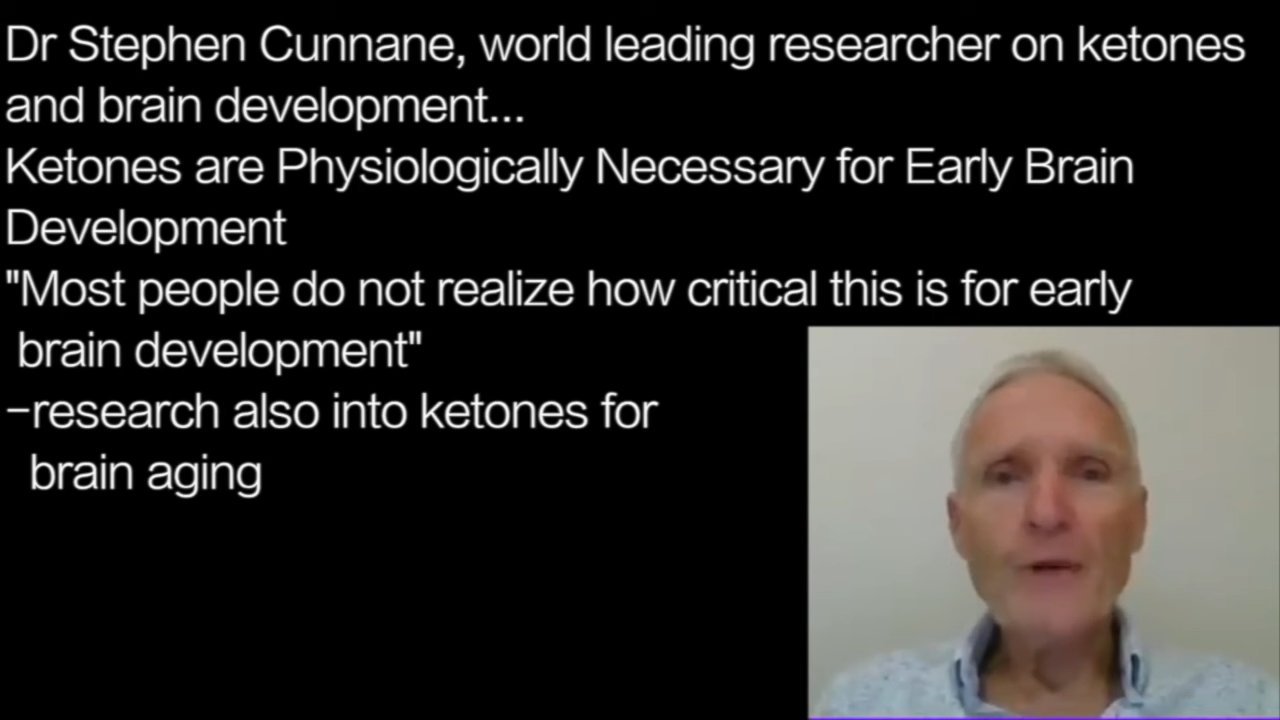 Dr Stephen Cunnane, world leading researcher on ketones
and brain development...
Ketones are Physiologically Necessary for Early Brain
Development
"Most people do not realize how critical this is for early
brain development"
-research also into ketones for
brain aging